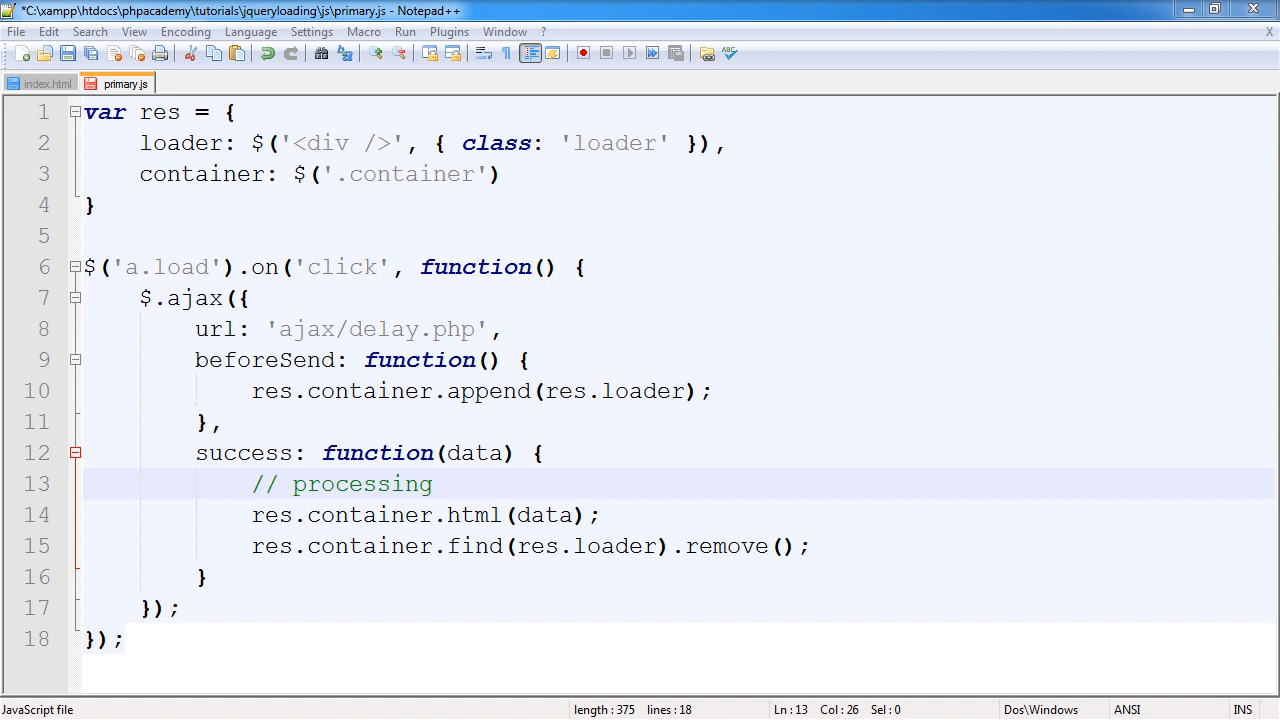 *C:\xampp\htdocs\phpacademy\tutorials\jqueryloading\js\primary.js - Notepad++
File Edit Search View Encoding Language Settings Macro Run Plugins Window ? X
index.html primary.js
1 var res = {
2 loader: $('<div />', { class: 'loader' }),
3 container: $('.container')
4 }
5
6 $('a.load').on('click', function() {
7 $.ajax({
8 url: 'ajax/delay.php',
9 beforeSend: function() {
10 res.container.append(res.loader);
11 },
12 success: function(data) {
13 // processing
14 res.container.html(data);
15 res.container.find(res.loader).remove();
16 }
17 });
18 });
JavaScript file length : 375 lines : 18 Ln : 13 Col : 26 Sel : 0 Dos\Windows ANSI INS